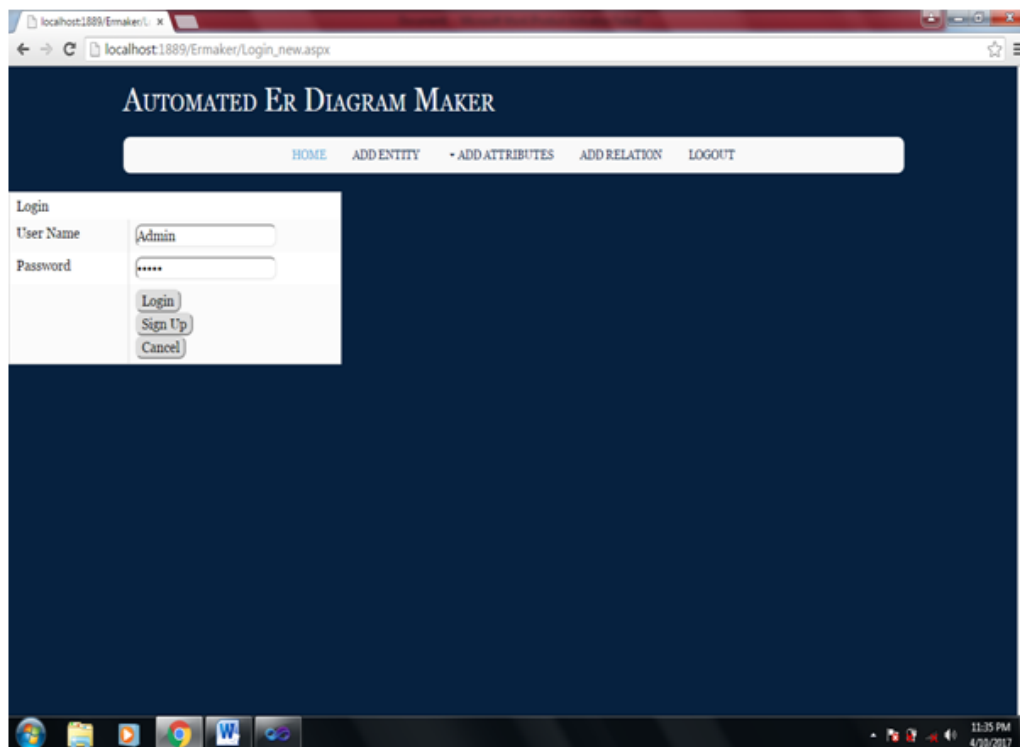 localhost:1889/Ermaker/L
localhost:1889/Ermaker/Login_new.aspx
AUTOMATED ER DIAGRAM MAKER
HOME ADD ENTITY ADD ATTRIBUTES ADD RELATION LOGOUT
Login
User Name Admin
Password •••••
Login
Sign Up
Cancel
11:35 PM
4/10/2017